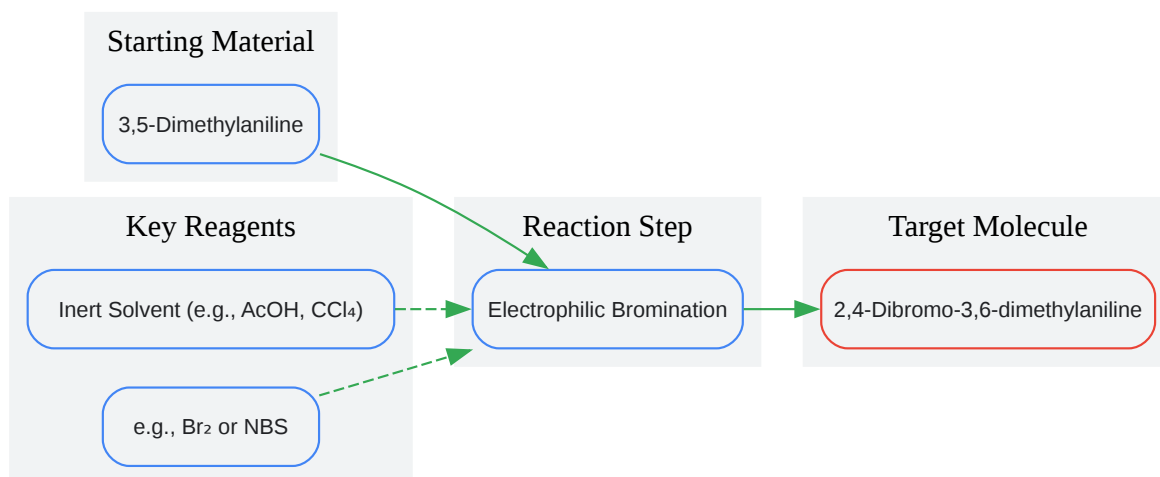 Starting Material
3,5-Dimethylaniline
Key Reagents
Inert Solvent (e.g., AcOH, CCl₄)
e.g., Br₂ or NBS
Reaction Step
Electrophilic Bromination
Target Molecule
2,4-Dibromo-3,6-dimethylaniline